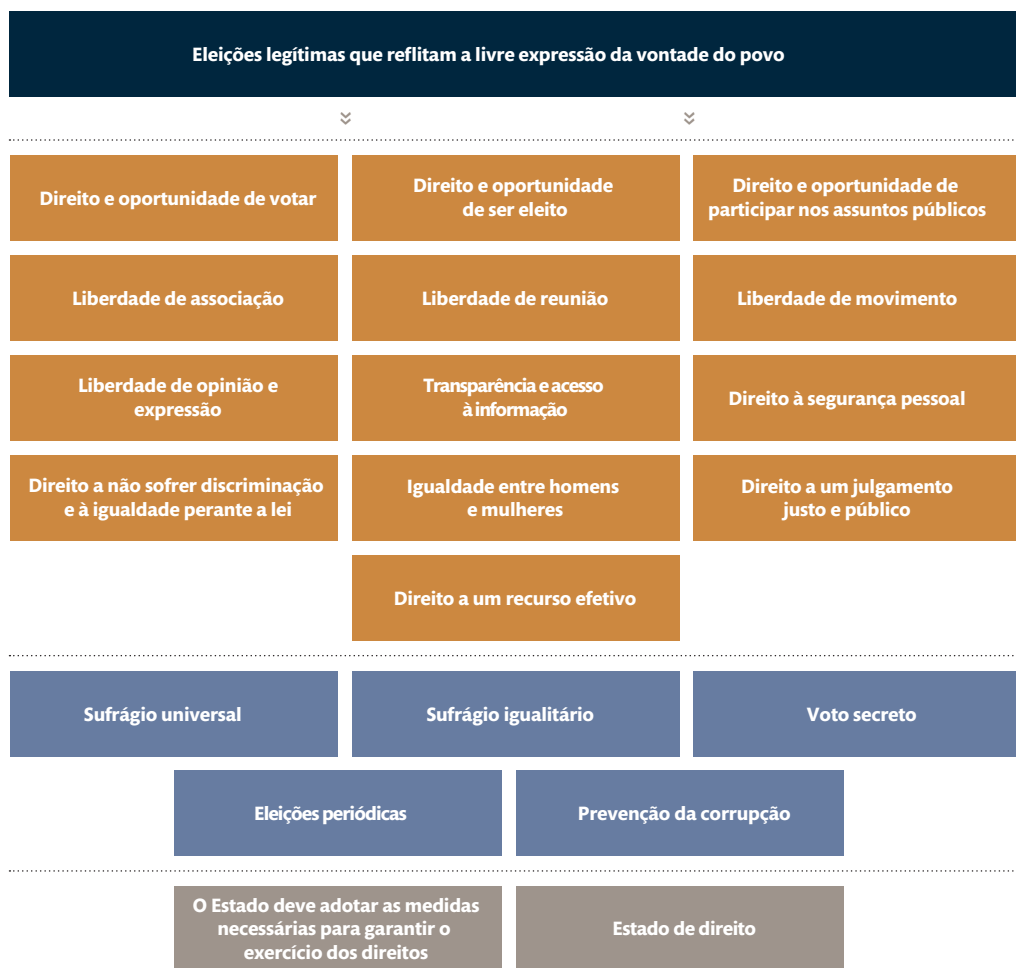 Eleições legítimas que reflitam a livre expressão da vontade do povo
Direito e oportunidade de votar
Direito e oportunidade
de ser eleito
Direito e oportunidade de
participar nos assuntos públicos
Liberdade de associação
Liberdade de reunião
Liberdade de movimento
Liberdade de opinião e
expressão
Transparência e acesso
à informação
Direito à segurança pessoal
Direito a não sofrer discriminação
e à igualdade perante a lei
Igualdade entre homens
e mulheres
Direito a um julgamento
justo e público
Direito a um recurso efetivo
Sufrágio universal
Sufrágio igualitário
Voto secreto
Eleições periódicas
Prevenção da corrupção
O Estado deve adotar as medidas
necessárias para garantir o
exercício dos direitos
Estado de direito